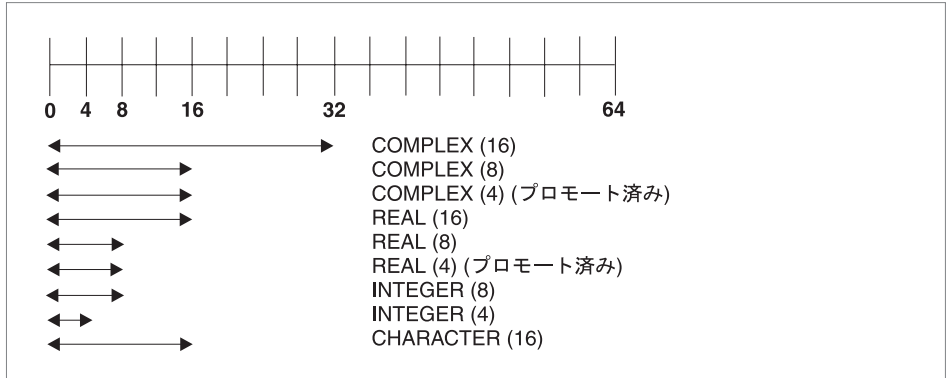 0 4 8 16 32 64
COMPLEX (16)
COMPLEX (8)
COMPLEX (4) (プロモート済み)
REAL (16)
REAL (8)
REAL (4) (プロモート済み)
INTEGER (8)
INTEGER (4)
CHARACTER (16)